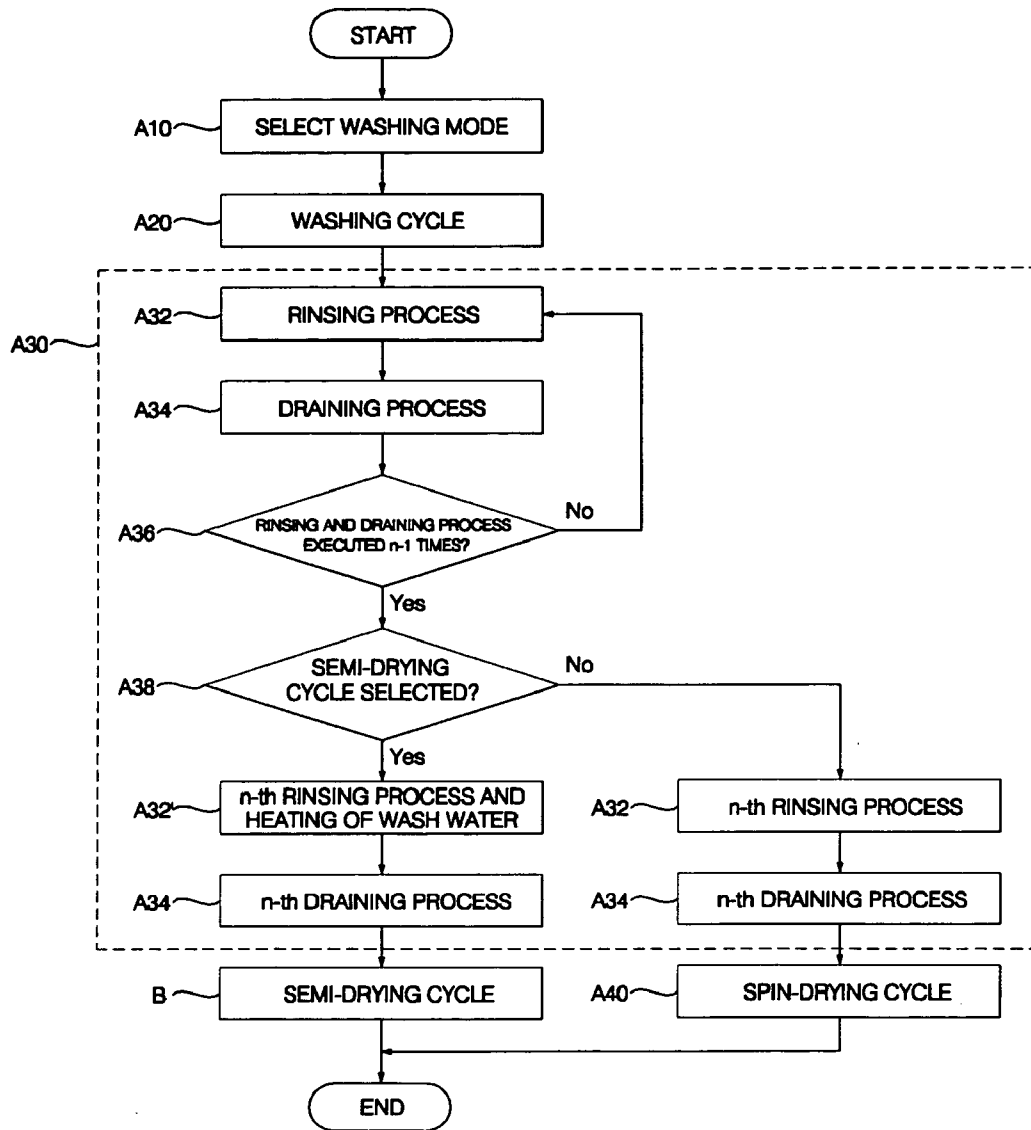 START
A10
SELECT WASHING MODE
A20
WASHING CYCLE
A30
A32
RINSING PROCESS
A34
DRAINING PROCESS
A36
RINSING AND DRAINING PROCESS
EXECUTED n-1 TIMES?
No
Yes
A38
SEMI-DRYING
CYCLE SELECTED?
No
Yes
A32'
n-th RINSING PROCESS AND
HEATING OF WASH WATER
A32
n-th RINSING PROCESS
A34
n-th DRAINING PROCESS
A34
n-th DRAINING PROCESS
B
SEMI-DRYING CYCLE
A40
SPIN-DRYING CYCLE
END